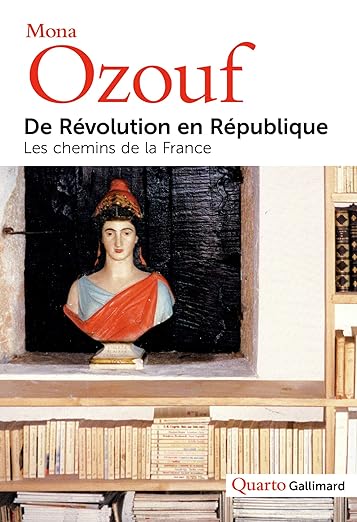 Mona
Ozouf
De Révolution en République
Les chemins de la France
Quarto Gallimard